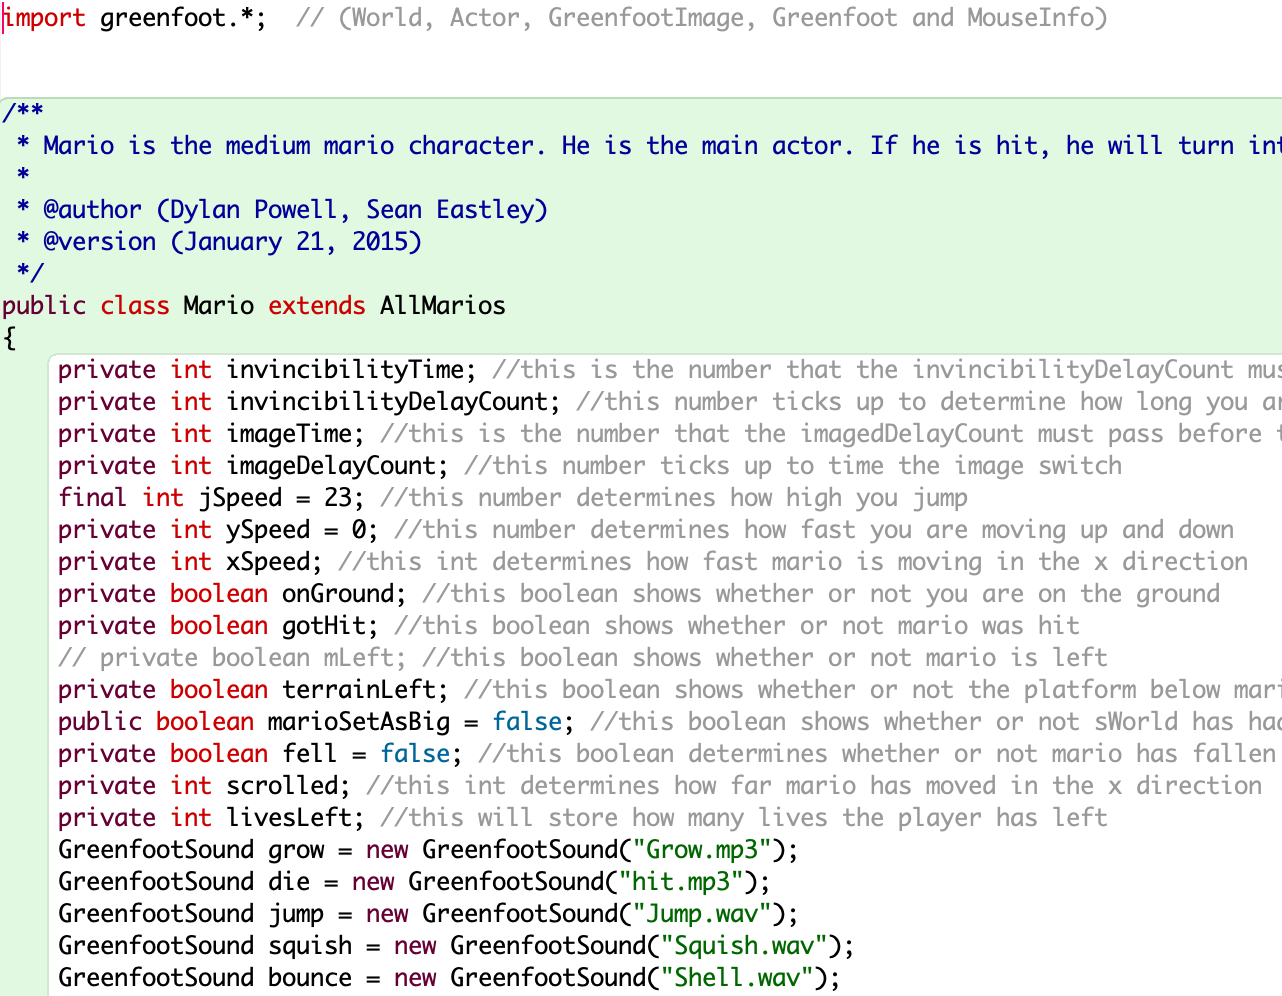 import greenfoot.*;  // (World, Actor, GreenfootImage, Greenfoot and MouseInfo)
/**
 * Mario is the medium mario character. He is the main actor. If he is hit, he will turn
 *
 * @author (Dylan Powell, Sean Eastley)
 * @version (January 21, 2015)
 */
public class Mario extends AllMarios
{
    private int invincibilityTime; //this is the number that the invincibilityDelayCount
    private int invincibilityDelayCount; //this number ticks up to determine how long you
    private int imageTime; //this is the number that the imagedDelayCount must pass before
    private int imageDelayCount; //this number ticks up to time the image switch
    final int jSpeed = 23; //this number determines how high you jump
    private int ySpeed = 0; //this number determines how fast you are moving up and down
    private int xSpeed; //this int determines how fast mario is moving in the x direction
    private boolean onGround; //this boolean shows whether or not you are on the ground
    private boolean gotHit; //this boolean shows whether or not mario was hit
    // private boolean mLeft; //this boolean shows whether or not mario is left
    private boolean terrainLeft; //this boolean shows whether or not the platform below
    public boolean marioSetAsBig = false; //this boolean shows whether or not sWorld has
    private boolean fell = false; //this boolean determines whether or not mario has fallen
    private int scrolled; //this int determines how far mario has moved in the x direction
    private int livesLeft; //this will store how many lives the player has left
    GreenfootSound grow = new GreenfootSound("Grow.mp3");
    GreenfootSound die = new GreenfootSound("hit.mp3");
    GreenfootSound jump = new GreenfootSound("Jump.wav");
    GreenfootSound squish = new GreenfootSound("Squish.wav");
    GreenfootSound bounce = new GreenfootSound("Shell.wav");